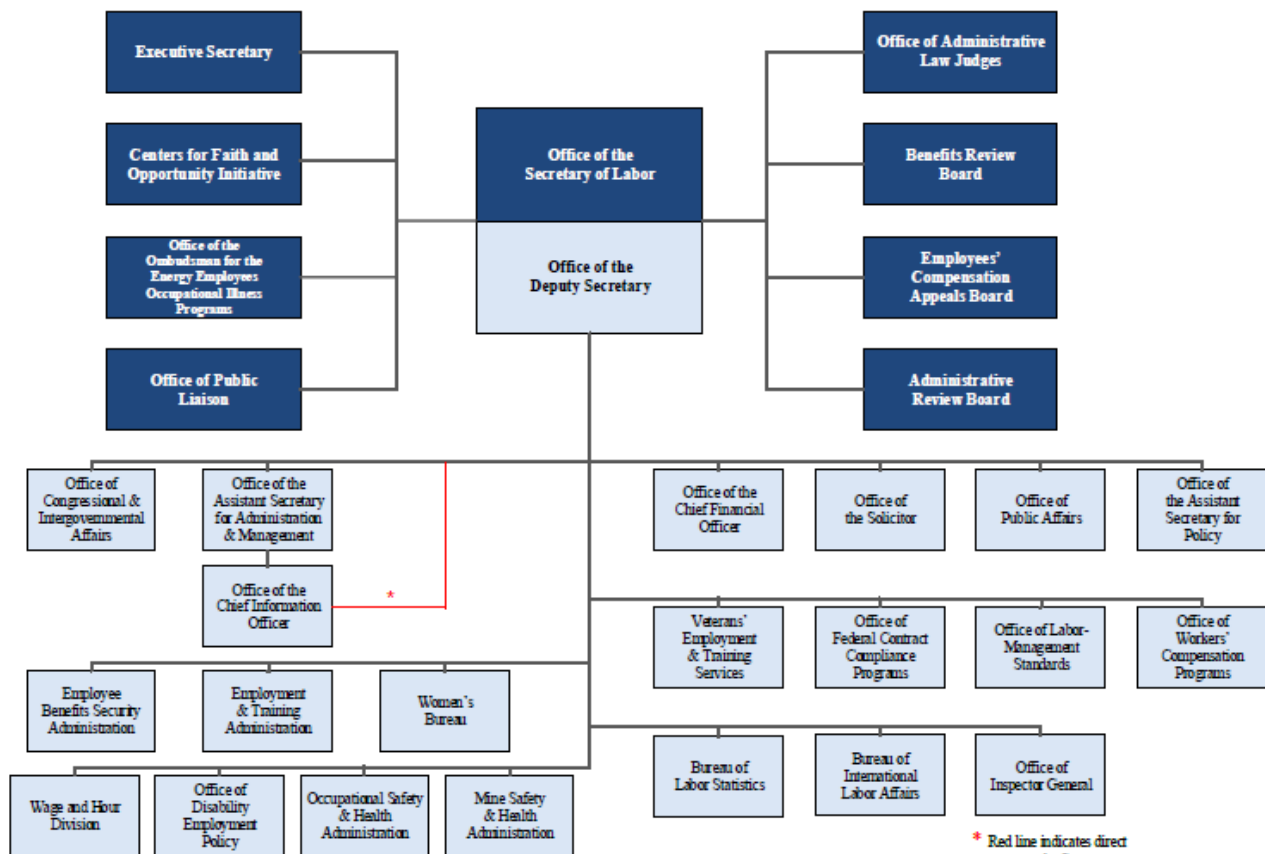 Executive Secretary
Centers for Faith and
Opportunity Initiative
Office of the
Ombudsman for the
Energy Employees
Occupational Illness
Programs
Office of Public
Liaison
Office of the
Secretary of Labor
Office of the
Deputy Secretary
Office of Administrative
Law Judges
Benefits Review
Board
Employees'
Compensation
Appeals Board
Administrative
Review Board
Office of
Congressional &
Intergovernmental
Affairs
Office of the
Assistant Secretary
for Administration
& Management
Office of the
Chief Financial
Officer
Office of
the Solicitor
Office of
Public Affairs
Office of
the Assistant
Secretary for
Policy
Office of the
Chief Information
Officer
*
Veterans'
Employment
& Training
Services
Office of
Federal Contract
Compliance
Programs
Office of Labor-
Management
Standards
Office of
Workers'
Compensation
Programs
Employee
Benefits Security
Administration
Employment
& Training
Administration
Women's
Bureau
Bureau of
Labor Statistics
Bureau of
International
Labor Affairs
Office of
Inspector General
Wage and Hour
Division
Office of
Disability
Employment
Policy
Occupational Safety
& Health
Administration
Mine Safety
& Health
Administration
* Red line indicates direct